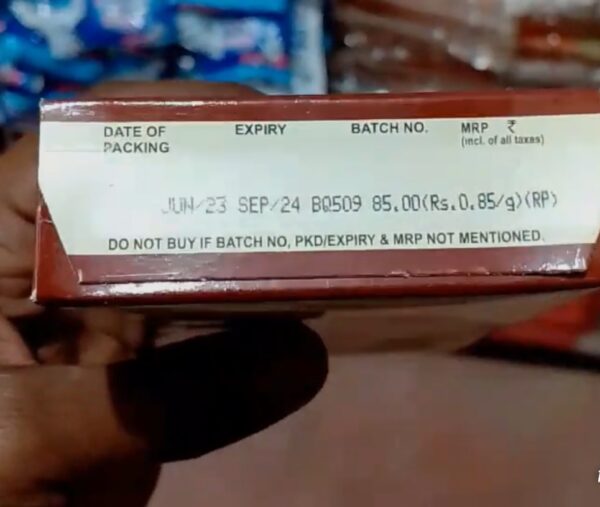 DATE OF PACKING EXPIRY BATCH NO. MRP ₹ (incl. of all taxes)
JUN/23 SEP/24 BQ509 85.00(Rs.0.85/g)(RP)
DO NOT BUY IF BATCH NO, PKD/EXPIRY & MRP NOT MENTIONED.